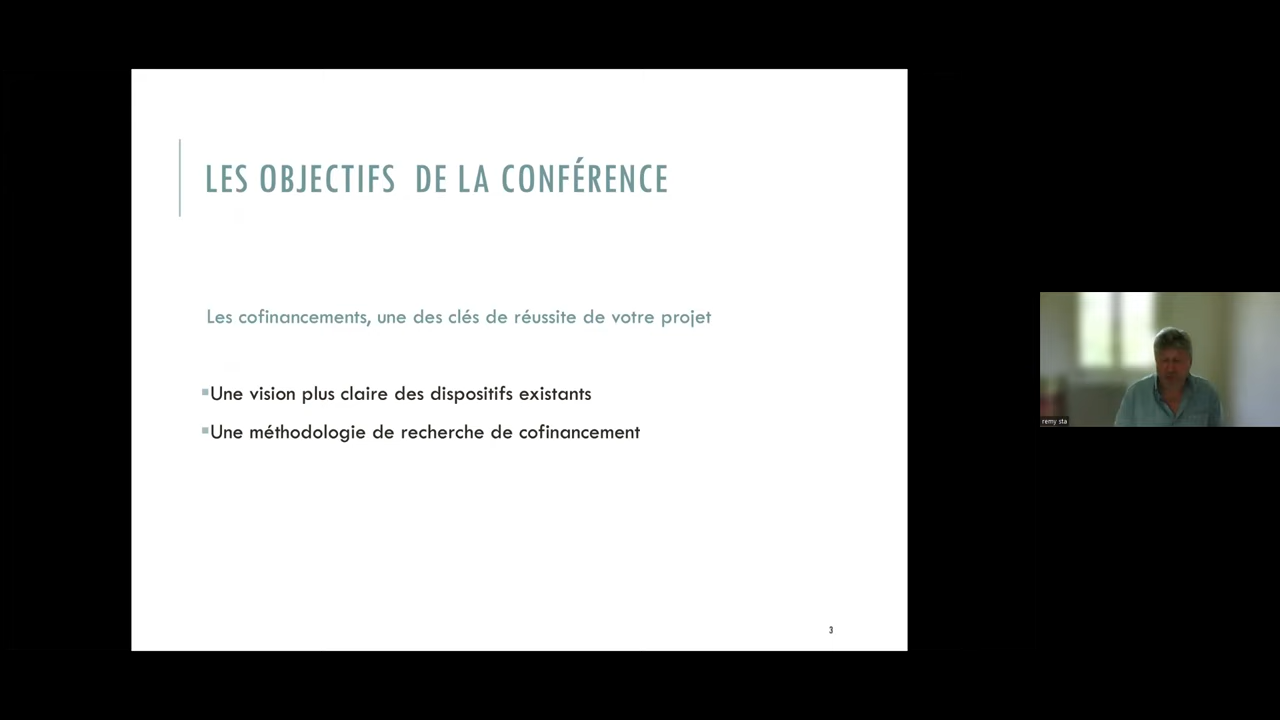 LES OBJECTIFS DE LA CONFÉRENCE
Les cofinancements, une des clés de réussite de votre projet
▪Une vision plus claire des dispositifs existants
▪Une méthodologie de recherche de cofinancement
3
remy sta